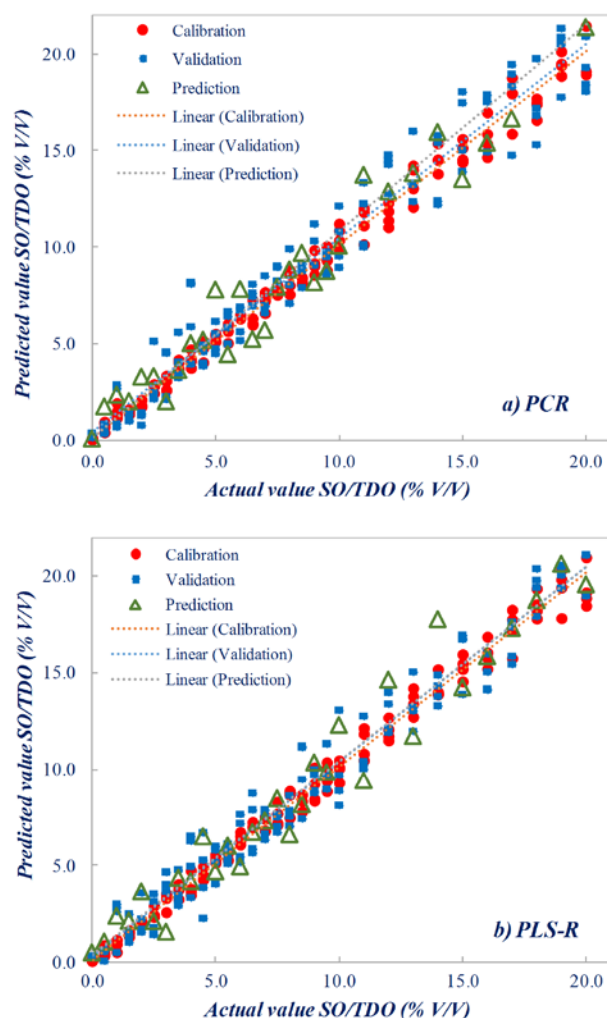 20.0
15.0
10.0
5.0
0.0
Predicted value SO/TDO (% V/V)
Calibration
Validation
Prediction
Linear (Calibration)
Linear (Validation)
Linear (Prediction)
a) PCR
0.0 5.0 10.0 15.0 20.0
Actual value SO/TDO (% V/V)
20.0
15.0
10.0
5.0
0.0
Predicted value SO/TDO (% V/V)
Calibration
Validation
Prediction
Linear (Calibration)
Linear (Validation)
Linear (Prediction)
b) PLS-R
0.0 5.0 10.0 15.0 20.0
Actual value SO/TDO (% V/V)